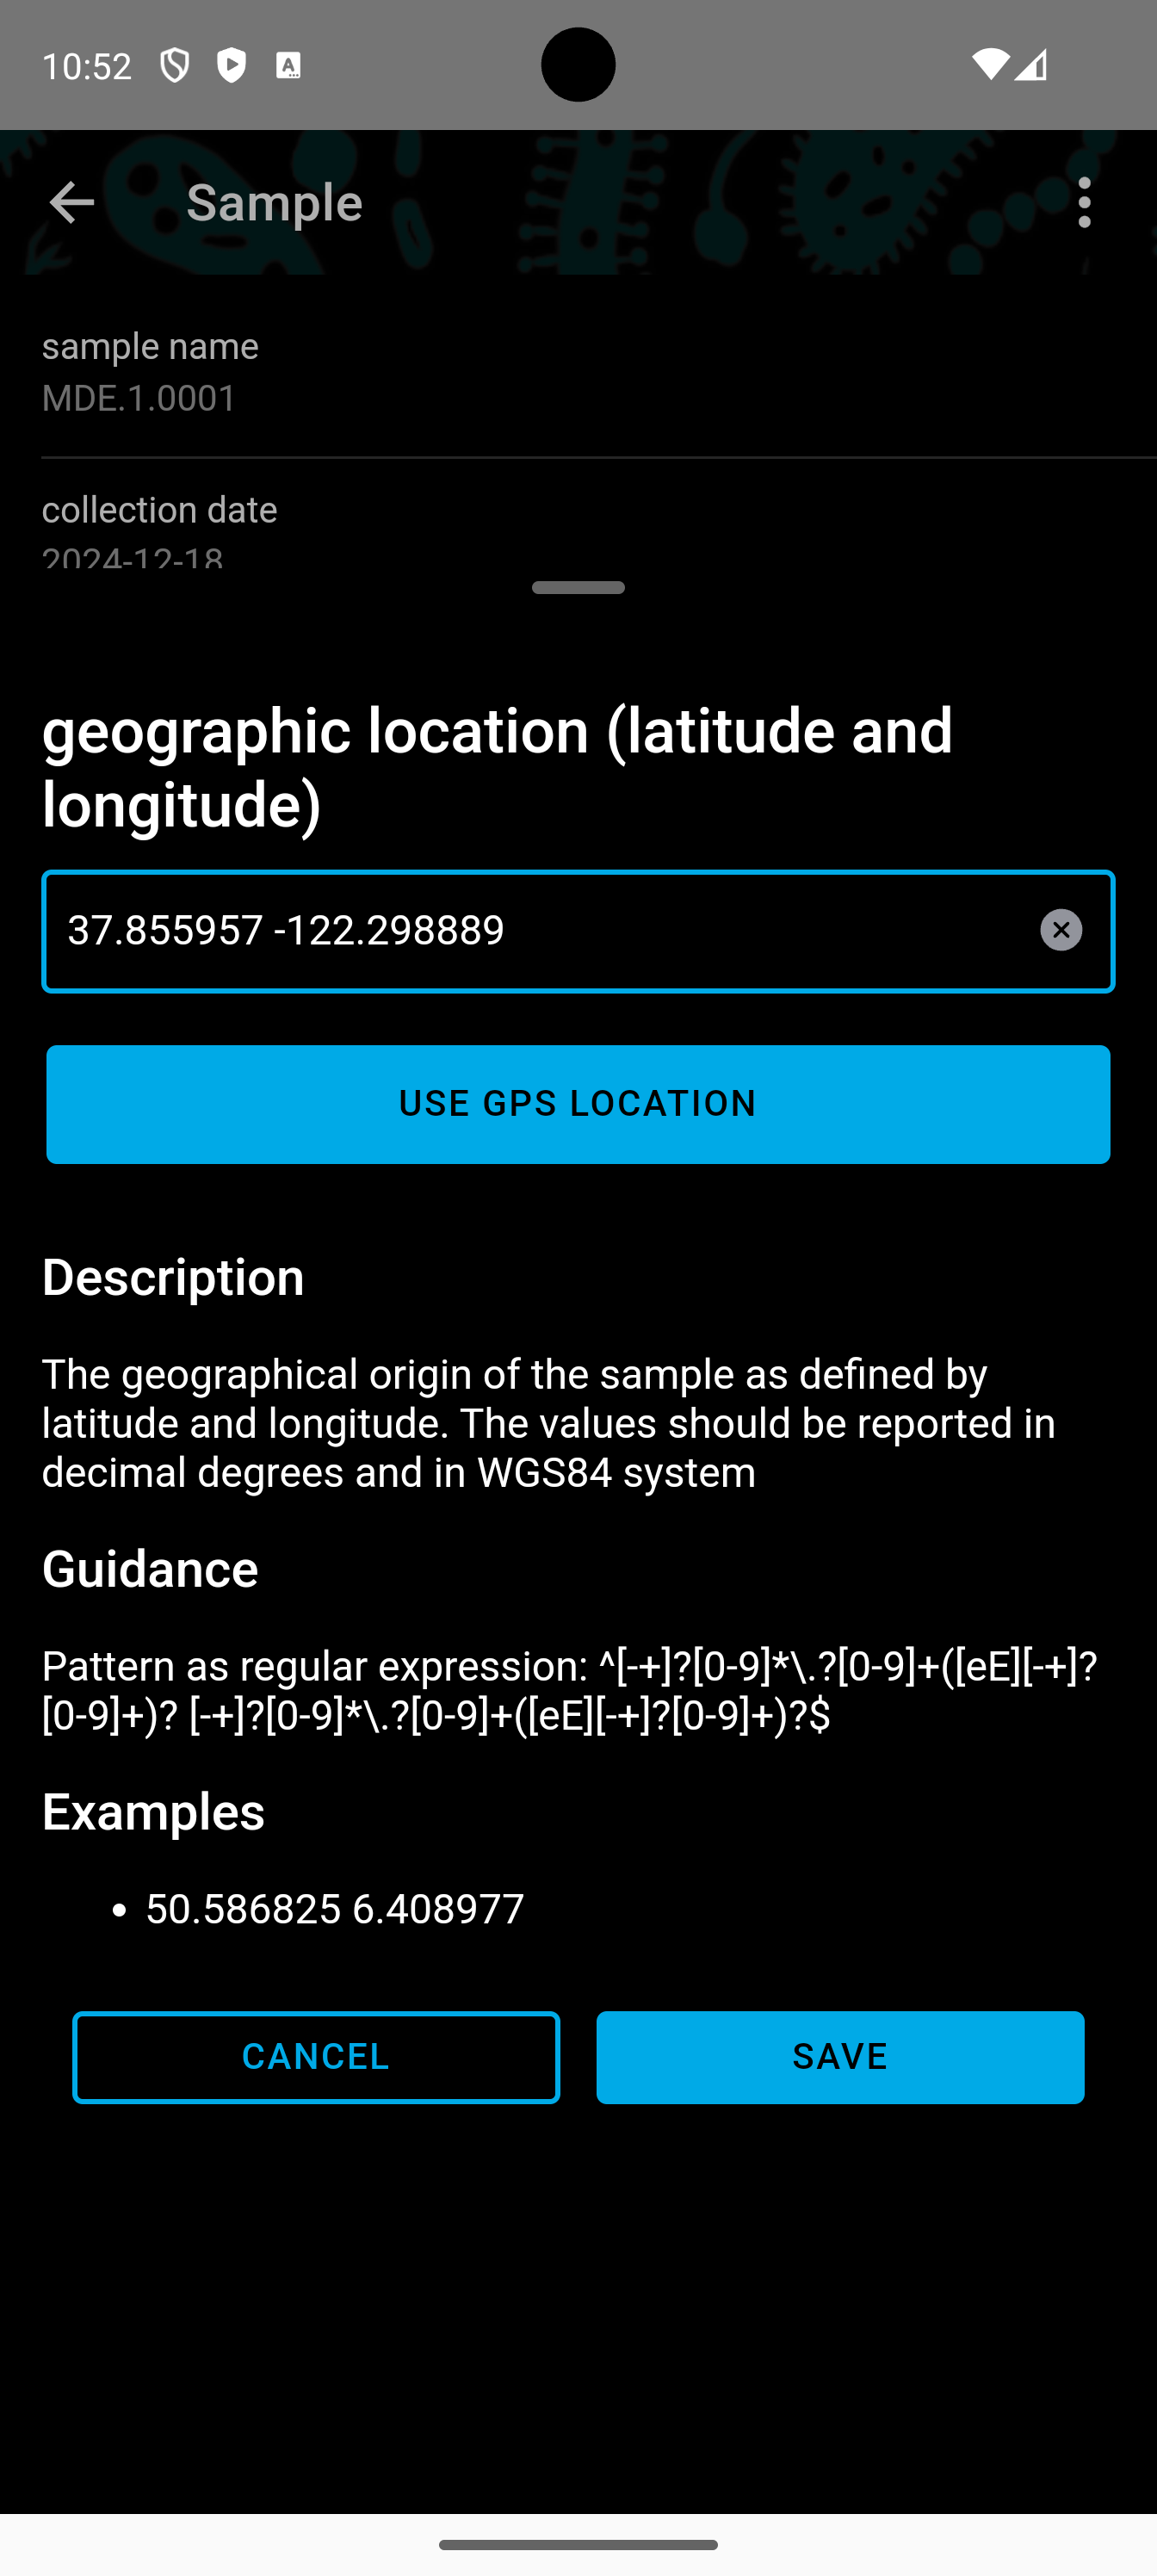 10:52
Sample
sample name
MDE.1.0001
collection date
2024-12-18
geographic location (latitude and
longitude)
37.855957 -122.298889
USE GPS LOCATION
Description
The geographical origin of the sample as defined by
latitude and longitude. The values should be reported in
decimal degrees and in WGS84 system
Guidance
Pattern as regular expression: ^[-+]?[0-9]*\.?[0-9]+([eE][-+]?
[0-9]+)? [-+]?[0-9]*\.?[0-9]+([eE][-+]?[0-9]+)?$
Examples
• 50.586825 6.408977
CANCEL
SAVE